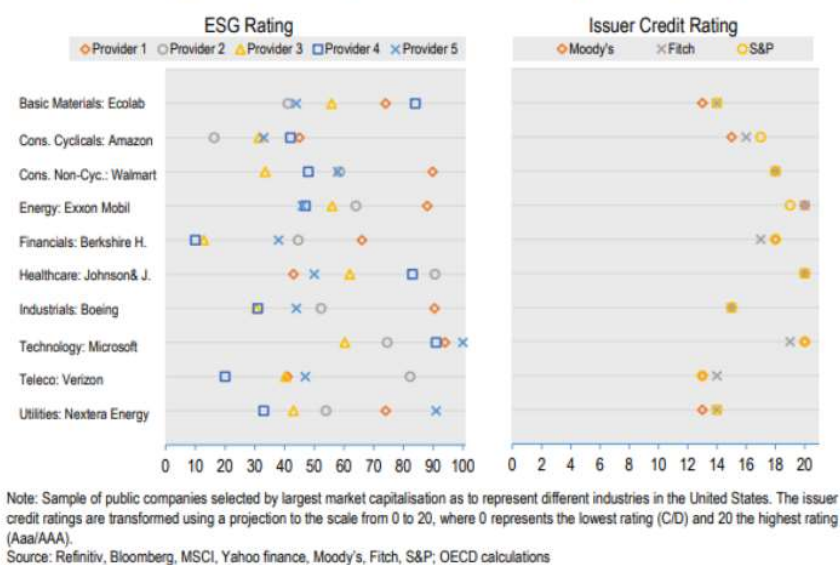 ESG Rating
Issuer Credit Rating
Provider 1 Provider 2 Provider 3 Provider 4 Provider 5
Moody's Fitch S&P
Basic Materials: Ecolab
Cons. Cyclicals: Amazon
Cons. Non-Cyc.: Walmart
Energy: Exxon Mobil
Financials: Berkshire H.
Healthcare: Johnson& J.
Industrials: Boeing
Technology: Microsoft
Teleco: Verizon
Utilities: Nextera Energy
0 10 20 30 40 50 60 70 80 90 100
0 2 4 6 8 10 12 14 16 18 20
Note: Sample of public companies selected by largest market capitalisation as to represent different industries in the United States. The issuer
credit ratings are transformed using a projection to the scale from 0 to 20, where 0 represents the lowest rating (C/D) and 20 the highest rating
(Aaa/AAA).
Source: Refinitiv, Bloomberg, MSCI, Yahoo finance, Moody's, Fitch, S&P; OECD calculations